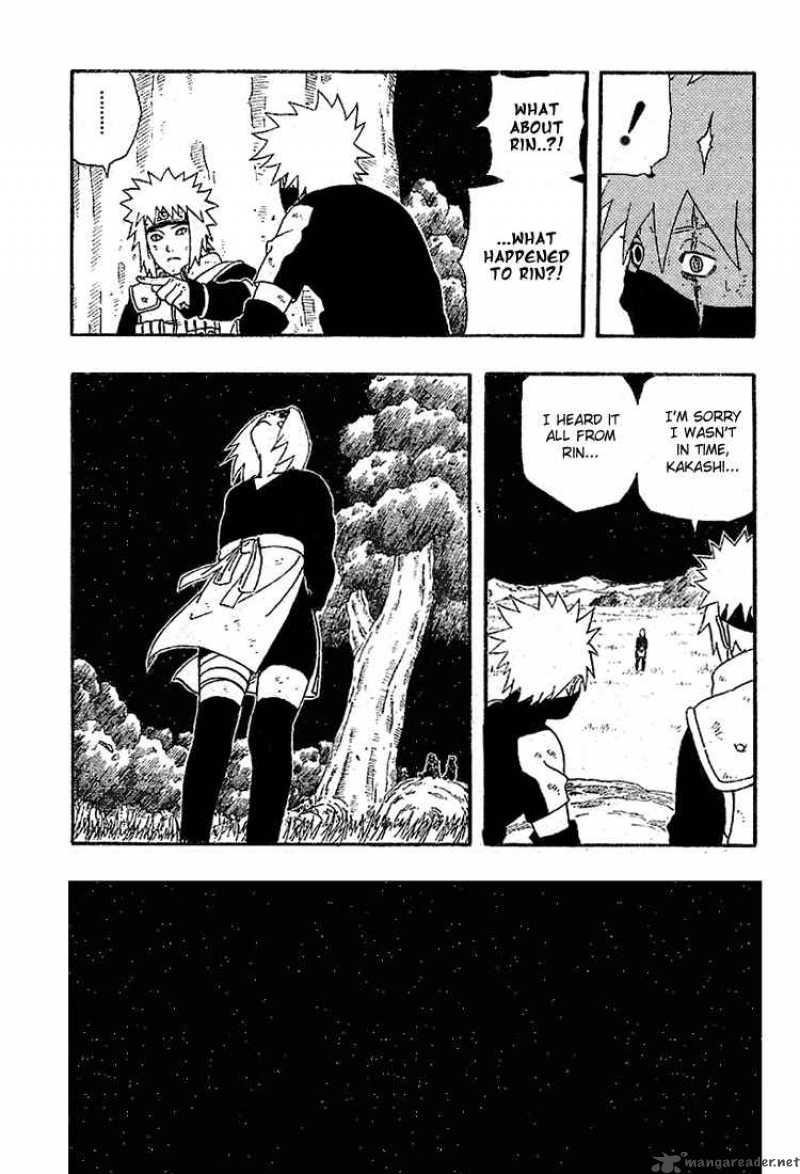 !
WHAT
ABOUT
RIN..?!
...WHAT
HAPPENED
TO RIN?!
.........
I'M SORRY
I WASN'T
IN TIME,
KAKASHI...
I HEARD IT
ALL FROM
RIN...
mangareader.net